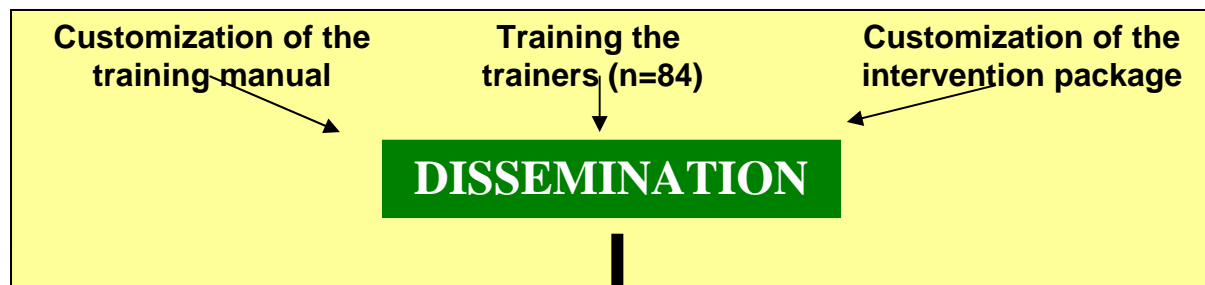 Customization of the
training manual
Training the
trainers (n=84)
Customization of the
intervention package
DISSEMINATION